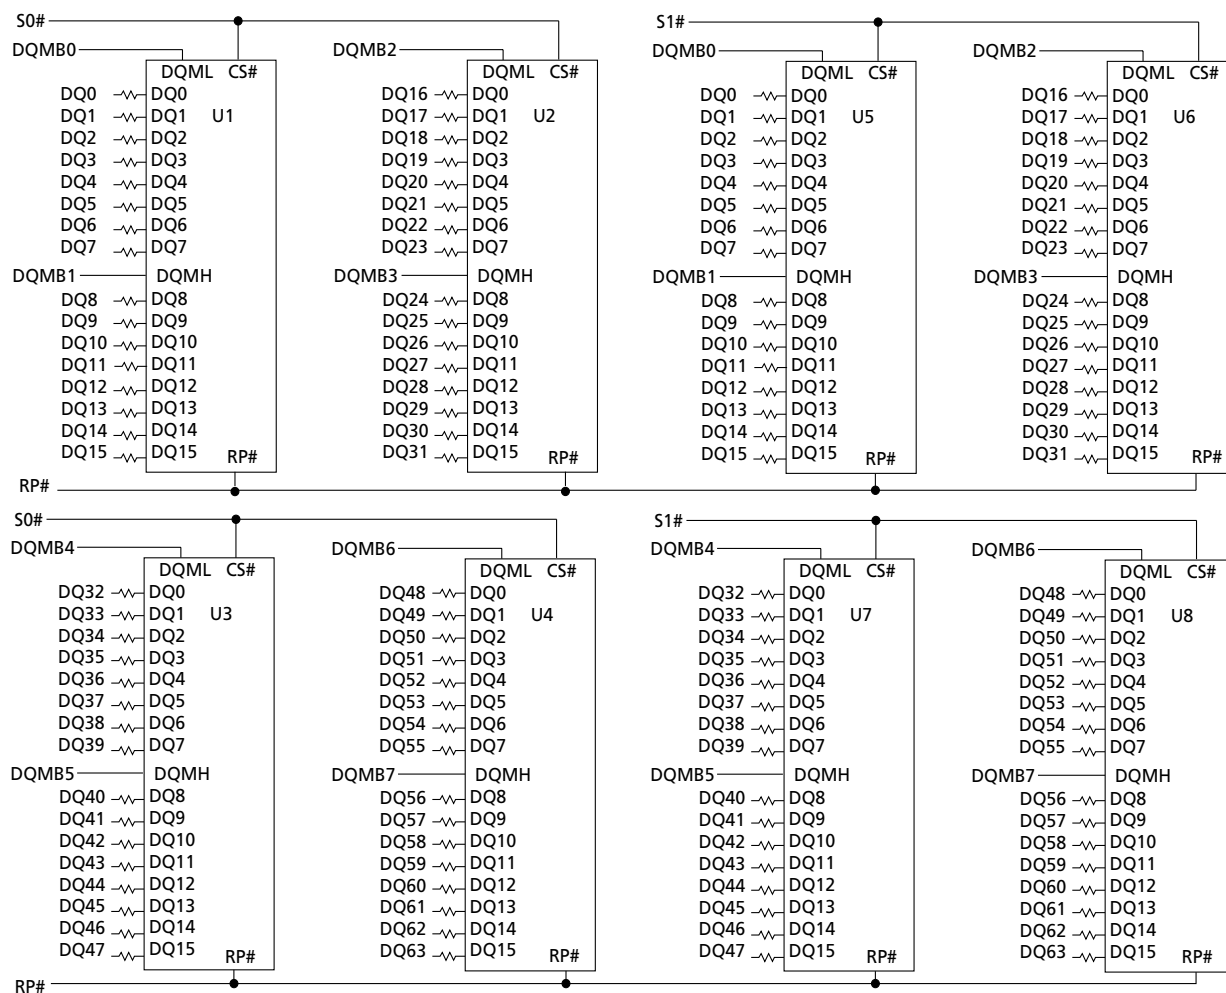 S0# S1#
DQMB0 DQMB2 DQMB0 DQMB2
DQML CS# DQML CS# DQML CS# DQML CS#
DQ0 DQ0 DQ16 DQ0 DQ0 DQ0 DQ16 DQ0
DQ1 DQ1 U1 DQ17 DQ1 U2 DQ1 DQ1 U5 DQ17 DQ1 U6
DQ2 DQ2 DQ18 DQ2 DQ2 DQ2 DQ18 DQ2
DQ3 DQ3 DQ19 DQ3 DQ3 DQ3 DQ19 DQ3
DQ4 DQ4 DQ20 DQ4 DQ4 DQ4 DQ20 DQ4
DQ5 DQ5 DQ21 DQ5 DQ5 DQ5 DQ21 DQ5
DQ6 DQ6 DQ22 DQ6 DQ6 DQ6 DQ22 DQ6
DQ7 DQ7 DQ23 DQ7 DQ7 DQ7 DQ23 DQ7
DQMB1 DQMH DQMB3 DQMH DQMB1 DQMH DQMB3 DQMH
DQ8 DQ8 DQ24 DQ8 DQ8 DQ8 DQ24 DQ8
DQ9 DQ9 DQ25 DQ9 DQ9 DQ9 DQ25 DQ9
DQ10 DQ10 DQ26 DQ10 DQ10 DQ10 DQ26 DQ10
DQ11 DQ11 DQ27 DQ11 DQ11 DQ11 DQ27 DQ11
DQ12 DQ12 DQ28 DQ12 DQ12 DQ12 DQ28 DQ12
DQ13 DQ13 DQ29 DQ13 DQ13 DQ13 DQ29 DQ13
DQ14 DQ14 DQ30 DQ14 DQ14 DQ14 DQ30 DQ14
DQ15 DQ15 RP# DQ31 DQ15 RP# DQ15 DQ15 RP# DQ31 DQ15 RP#
RP#
S0# S1#
DQMB4 DQMB6 DQMB4 DQMB6
DQML CS# DQML CS# DQML CS# DQML CS#
DQ32 DQ0 DQ48 DQ0 DQ32 DQ0 DQ48 DQ0
DQ33 DQ1 U3 DQ49 DQ1 U4 DQ33 DQ1 U7 DQ49 DQ1 U8
DQ34 DQ2 DQ50 DQ2 DQ34 DQ2 DQ50 DQ2
DQ35 DQ3 DQ51 DQ3 DQ35 DQ3 DQ51 DQ3
DQ36 DQ4 DQ52 DQ4 DQ36 DQ4 DQ52 DQ4
DQ37 DQ5 DQ53 DQ5 DQ37 DQ5 DQ53 DQ5
DQ38 DQ6 DQ54 DQ6 DQ38 DQ6 DQ54 DQ6
DQ39 DQ7 DQ55 DQ7 DQ39 DQ7 DQ55 DQ7
DQMB5 DQMH DQMB7 DQMH DQMB5 DQMH DQMB7 DQMH
DQ40 DQ8 DQ56 DQ8 DQ40 DQ8 DQ56 DQ8
DQ41 DQ9 DQ57 DQ9 DQ41 DQ9 DQ57 DQ9
DQ42 DQ10 DQ58 DQ10 DQ42 DQ10 DQ58 DQ10
DQ43 DQ11 DQ59 DQ11 DQ43 DQ11 DQ59 DQ11
DQ44 DQ12 DQ60 DQ12 DQ44 DQ12 DQ60 DQ12
DQ45 DQ13 DQ61 DQ13 DQ45 DQ13 DQ61 DQ13
DQ46 DQ14 DQ62 DQ14 DQ46 DQ14 DQ62 DQ14
DQ47 DQ15 RP# DQ63 DQ15 RP# DQ47 DQ15 RP# DQ63 DQ15 RP#
RP#